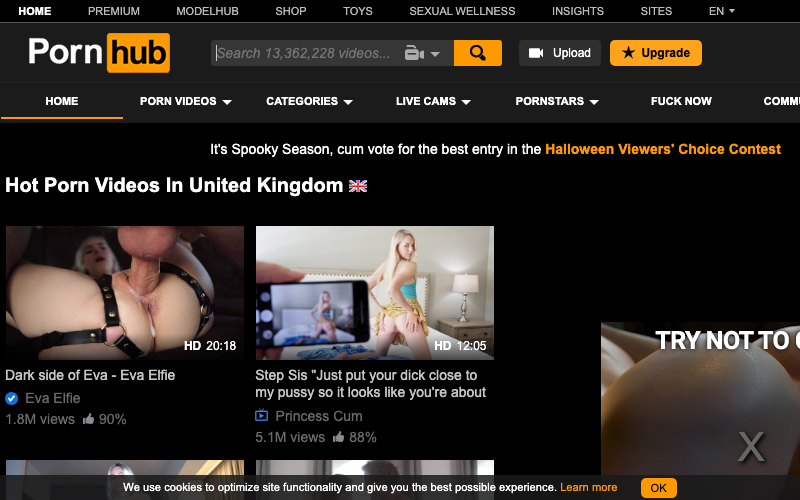 HOME PREMIUM MODELHUB SHOP TOYS SEXUAL WELLNESS INSIGHTS SITES EN
Porn hub
Search 13,362,228 videos...
Upload
Upgrade
HOME PORN VIDEOS CATEGORIES LIVE CAMS PORNSTARS FUCK NOW COMMU
It's Spooky Season, cum vote for the best entry in the Halloween Viewers' Choice Contest
Hot Porn Videos In United Kingdom
HD 20:18
Dark side of Eva - Eva Elfie
Eva Elfie
1.8M views 90%
HD 12:05
Step Sis "Just put your dick close to
my pussy so it looks like you're about
Princess Cum
5.1M views 88%
TRY NOT TO
X
We use cookies to optimize site functionality and give you the best possible experience. Learn more
OK